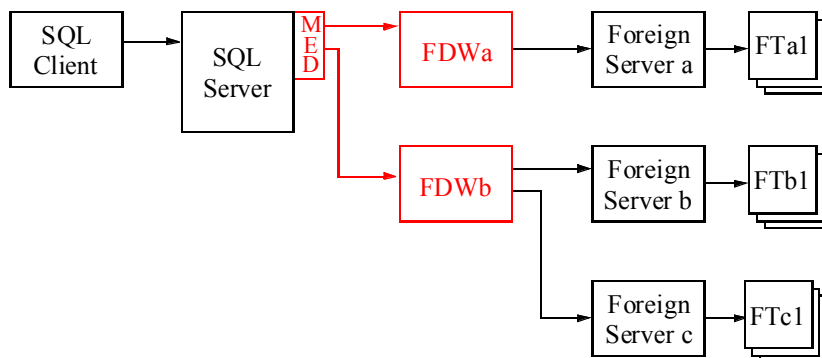 SQL
Client
SQL
Server
M
E
D
FDWa
Foreign
Server a
FTa1
FDWb
Foreign
Server b
FTb1
Foreign
Server c
FTc1